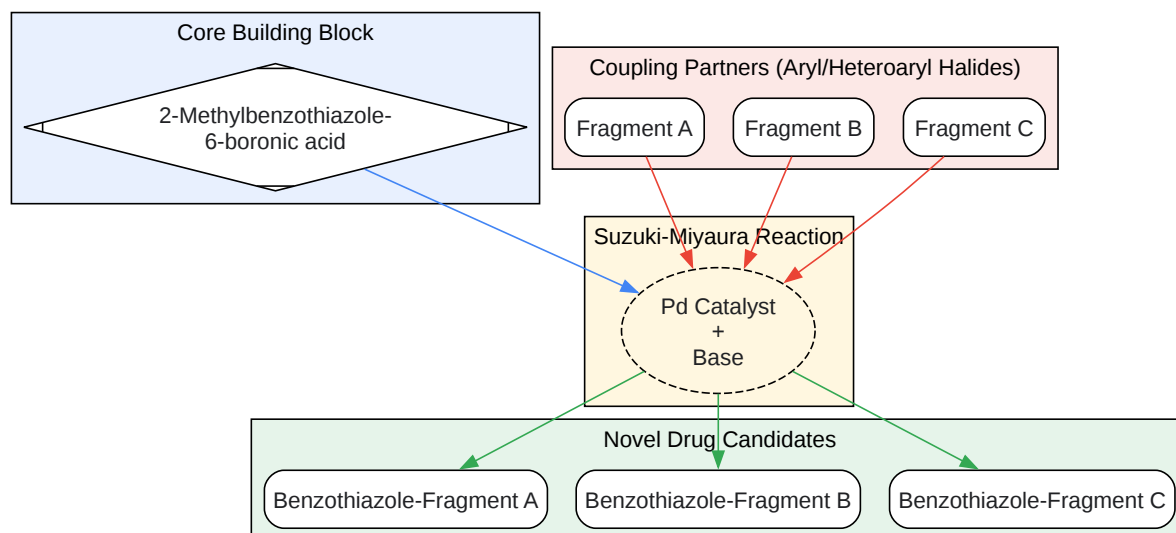 Core Building Block
2-Methylbenzothiazole-
6-boronic acid
Coupling Partners (Aryl/Heteroaryl Halides)
Fragment A
Fragment B
Fragment C
Suzuki-Miyaura Reaction
Pd Catalyst
+
Base
Novel Drug Candidates
Benzothiazole-Fragment A
Benzothiazole-Fragment B
Benzothiazole-Fragment C